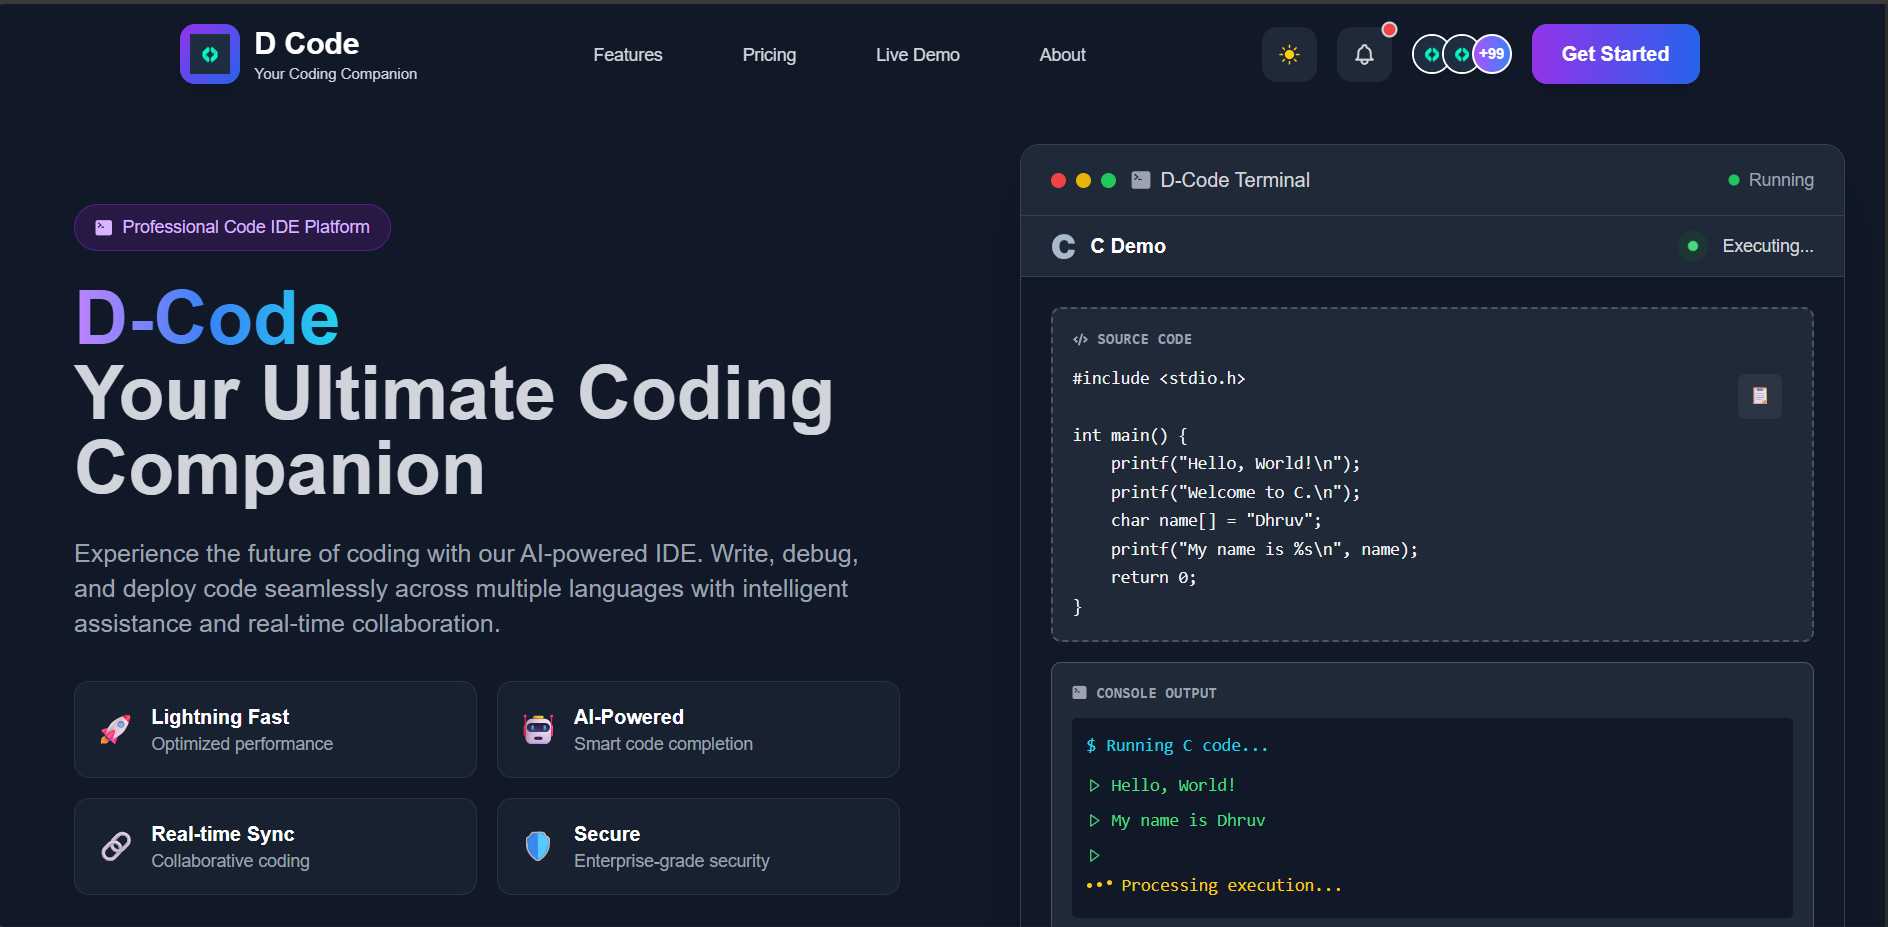 D Code
Your Coding Companion
Features
Pricing
Live Demo
About
+99
Get Started
Professional Code IDE Platform
D-Code
Your Ultimate Coding
Companion
Experience the future of coding with our AI-powered IDE. Write, debug,
and deploy code seamlessly across multiple languages with intelligent
assistance and real-time collaboration.
Lightning Fast
Optimized performance
AI-Powered
Smart code completion
Real-time Sync
Collaborative coding
Secure
Enterprise-grade security
D-Code Terminal
Running
C C Demo
Executing...
</> SOURCE CODE
#include <stdio.h>
int main() {
    printf("Hello, World!\n");
    printf("Welcome to C.\n");
    char name[] = "Dhruv";
    printf("My name is %s\n", name);
    return 0;
}
CONSOLE OUTPUT
$ Running C code...
Hello, World!
My name is Dhruv
Processing execution...